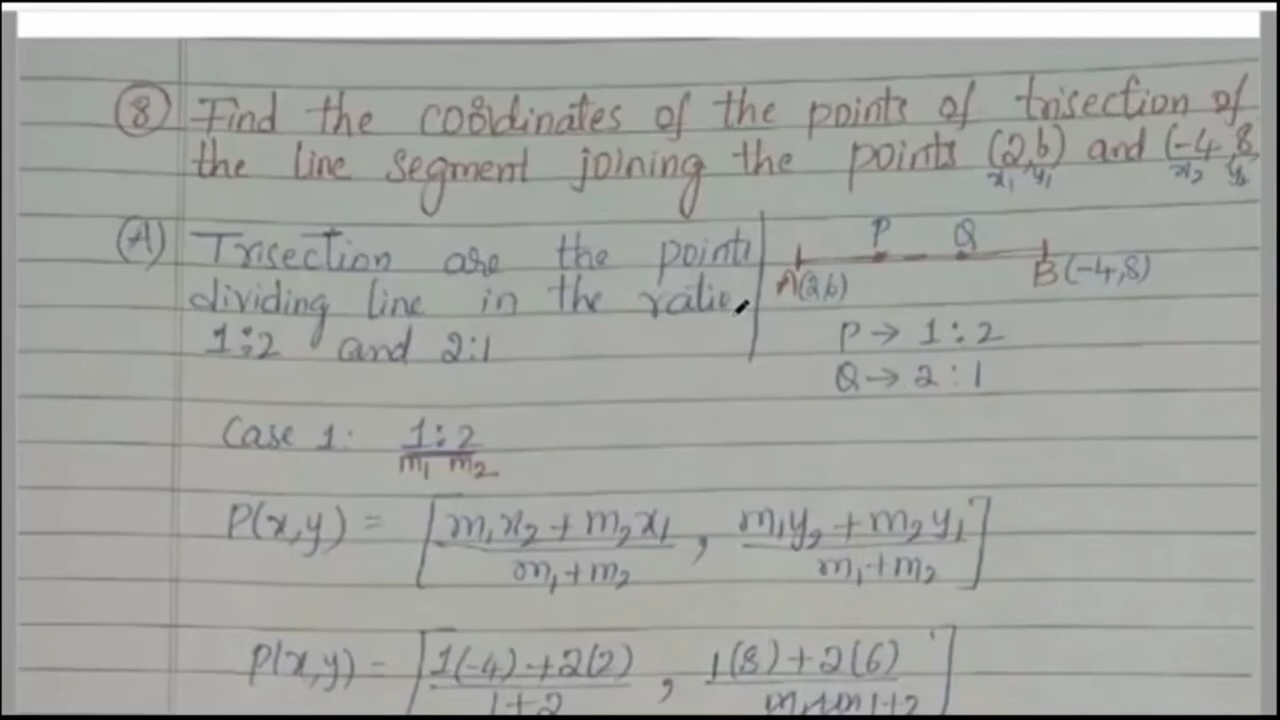 ⑧ Find the coordinates of the points of trisection of
the line segment joining the points (2,6) and (-4,8
x₁ y₁ x₂ y₂
(A) Trisection are the points
dividing line in the ratio
1:2 and 2:1
P Q
A(2,6) B(-4,8)
P → 1:2
Q → 2:1
Case 1: 1:2
m₁ m₂
P(x,y) = [m₁x₂+m₂x₁ / m₁+m₂ , m₁y₂+m₂y₁ / m₁+m₂]
P(x,y) = [1(-4)+2(2) / 1+2 , 1(8)+2(6) / 1+2]